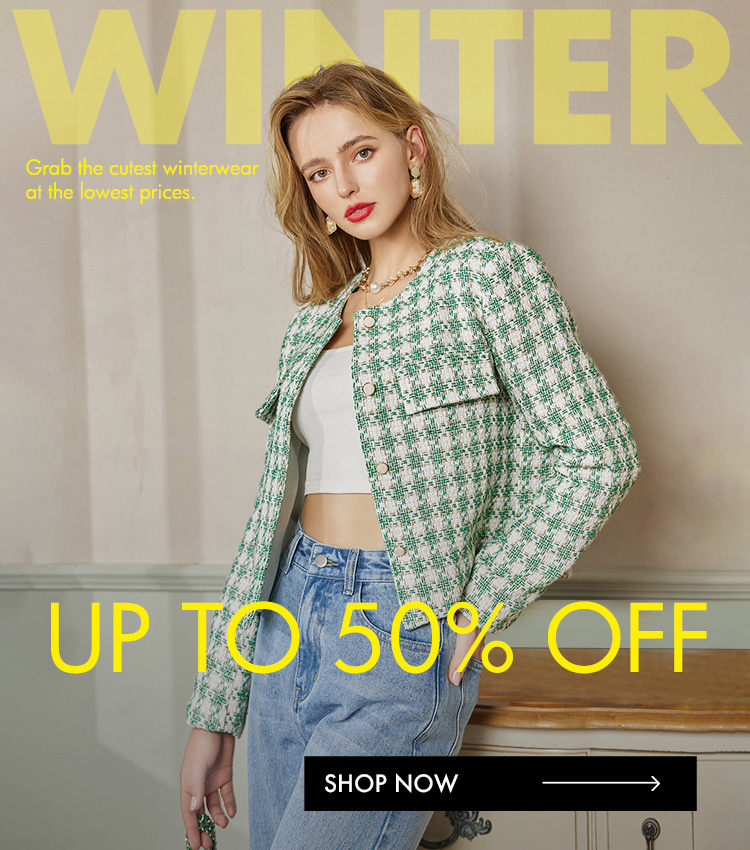 WINTER
Grab the cutest winterwear
at the lowest prices.
UP TO 50% OFF
SHOP NOW